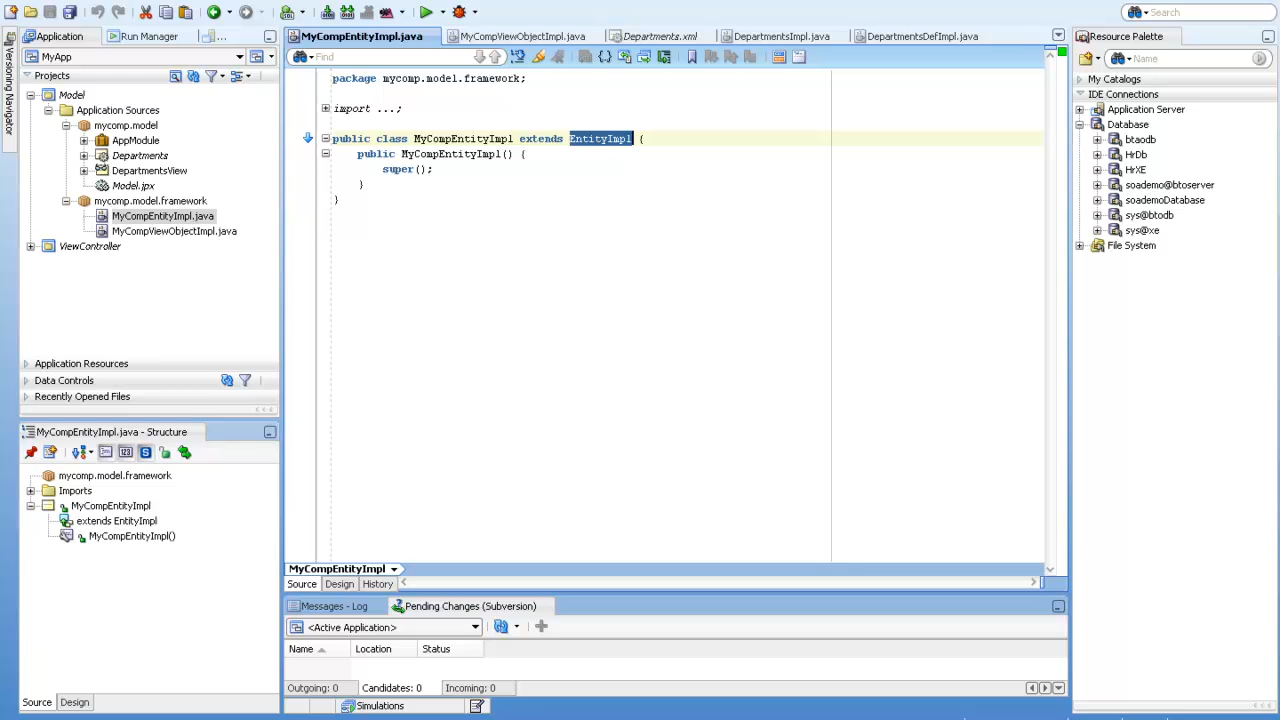 Search
Application
Run Manager
...
MyCompEntityImpl.java
MyCompViewObjectImpl.java
Departments.xml
DepartmentsImpl.java
DepartmentsDefImpl.java
Resource Palette
Versioning Navigator
MyApp
Find
Name
Projects
My Catalogs
IDE Connections
Model
Application Sources
mycomp.model
AppModule
Departments
DepartmentsView
Model.jpx
mycomp.model.framework
MyCompEntityImpl.java
MyCompViewObjectImpl.java
ViewController
package mycomp.model.framework;
import ...;
public class MyCompEntityImpl extends EntityImpl {
public MyCompEntityImpl() {
super();
}
}
Application Server
Database
btaodb
HrDb
HrXE
soademo@btoserver
soademoDatabase
sys@btodb
sys@xe
File System
Application Resources
Data Controls
Recently Opened Files
MyCompEntityImpl.java - Structure
mycomp.model.framework
Imports
MyCompEntityImpl
extends EntityImpl
MyCompEntityImpl()
Source
Design
MyCompEntityImpl
Source
Design
History
Messages - Log
Pending Changes (Subversion)
<Active Application>
Name
Location
Status
Outgoing: 0
Candidates: 0
Incoming: 0
Simulations